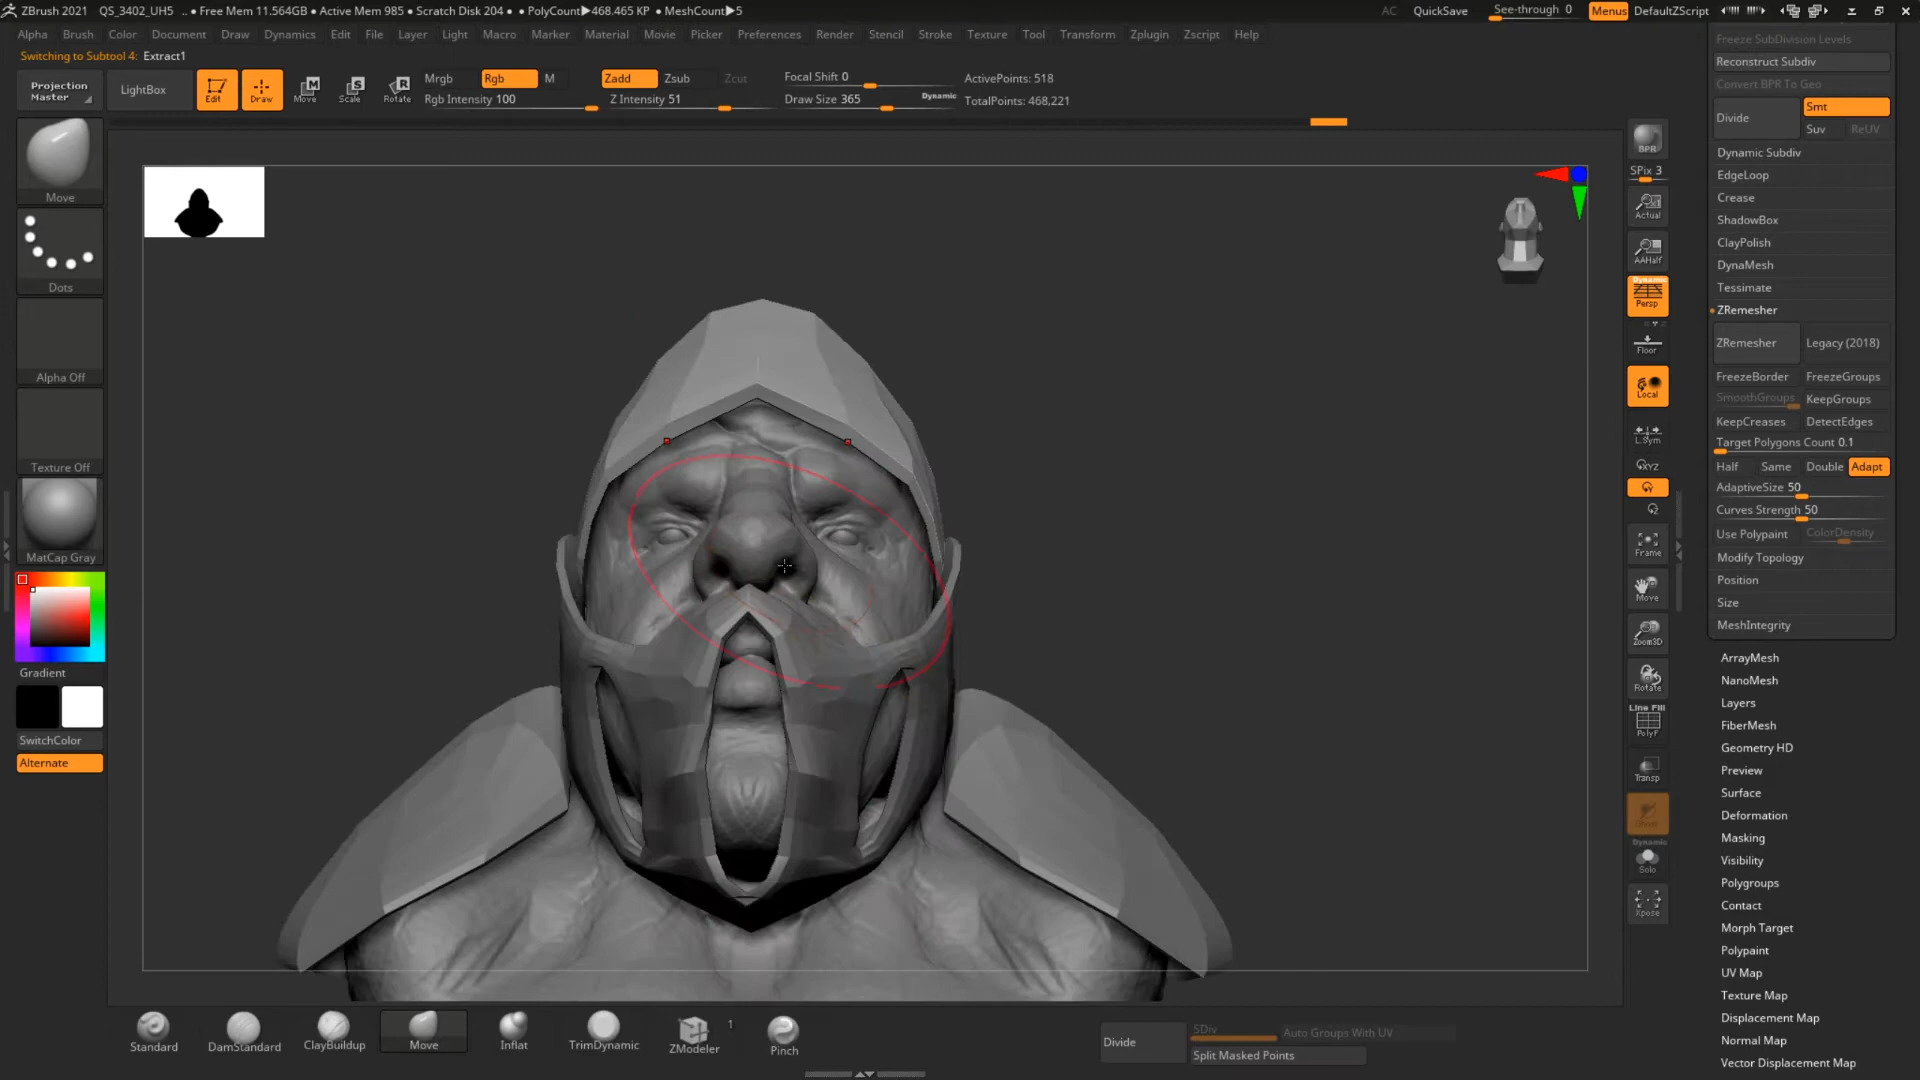 ZBrush 2021 QS_3402_UH5 .. ● Free Mem 11.564GB ● Active Mem 985 ● Scratch Disk 204 ● ● PolyCount▶468.465 KP ● MeshCount▶5 AC QuickSave See-through 0 Menus DefaultZScript
Alpha Brush Color Document Draw Dynamics Edit File Layer Light Macro Marker Material Movie Picker Preferences Render Stencil Stroke Texture Tool Transform Zplugin Zscript Help
Switching to Subtool 4: Extract1
Projection Master
LightBox
Edit
Draw
Move
Scale
Rotate
Mrgb Rgb M
Rgb Intensity 100
Zadd Zsub Zcut
Z Intensity 51
Focal Shift 0
Draw Size 365
Dynamic
ActivePoints: 518
TotalPoints: 468,221
Move
Dots
Alpha Off
Texture Off
MatCap Gray
Gradient
SwitchColor
Alternate
BPR
SPix 3
Actual
AAHalf
Dynamic
Persp
Floor
Local
L.Sym
XYZ
Y
Z
Frame
Move
Zoom3D
Rotate
Line Fill
PolyF
Transp
Dynamic
Solo
Xpose
Freeze SubDivision Levels
Reconstruct Subdiv
Convert BPR To Geo
Divide
Smt
Suv ReUV
Dynamic Subdiv
EdgeLoop
Crease
ShadowBox
ClayPolish
DynaMesh
Tessimate
ZRemesher
ZRemesher Legacy (2018)
FreezeBorder FreezeGroups
SmoothGroups KeepGroups
KeepCreases DetectEdges
Target Polygons Count 0.1
Half Same Double Adapt
AdaptiveSize 50
Curves Strength 50
Use Polypaint ColorDensity
Modify Topology
Position
Size
MeshIntegrity
ArrayMesh
NanoMesh
Layers
FiberMesh
Geometry HD
Preview
Surface
Deformation
Masking
Visibility
Polygroups
Contact
Morph Target
Polypaint
UV Map
Texture Map
Displacement Map
Normal Map
Vector Displacement Map
Standard
DamStandard
ClayBuildup
Move
Inflat
TrimDynamic
ZModeler
1
Pinch
Divide
SDiv
Auto Groups With UV
Split Masked Points